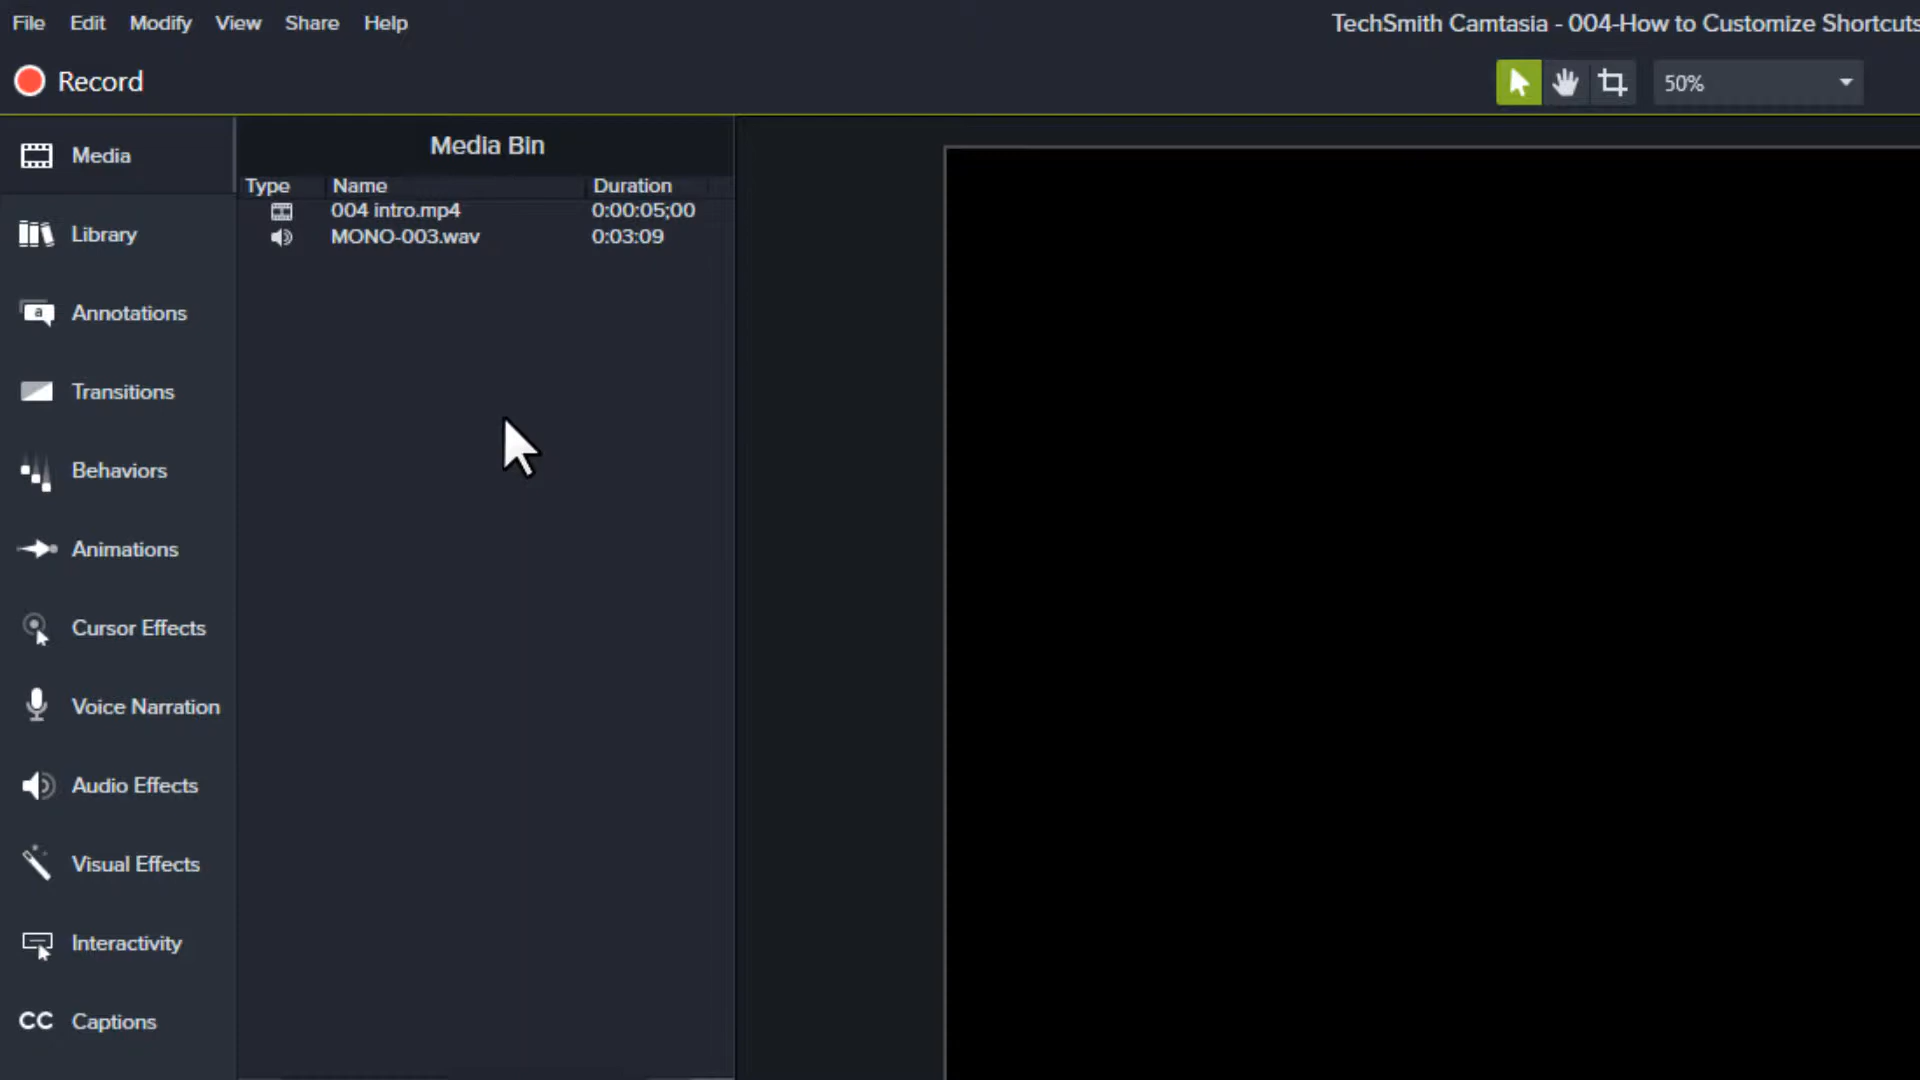 File Edit Modify View Share Help
TechSmith Camtasia - 004-How to Customize Shortcuts
Record
50%
Media
Library
a
Annotations
Transitions
Behaviors
Animations
Cursor Effects
Voice Narration
Audio Effects
Visual Effects
Interactivity
CC Captions
Media Bin
Type Name Duration
004 intro.mp4 0:00:05;00
MONO-003.wav 0:03:09